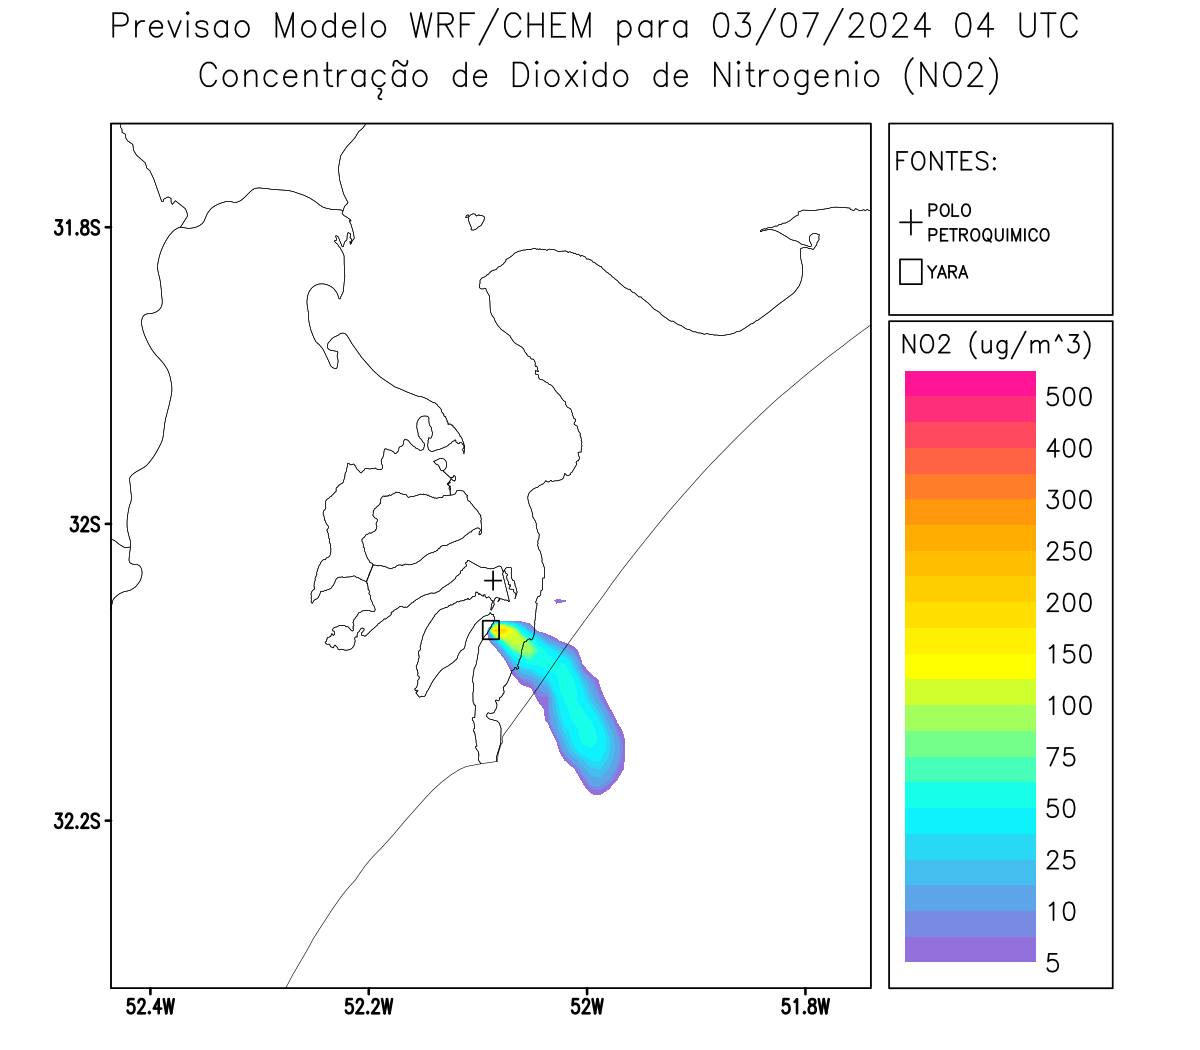 Previsao Modelo WRF/CHEM para 03/07/2024 04 UTC
Concentração de Dioxido de Nitrogenio (NO2)
FONTES:
POLO
PETROQUIMICO
YARA
NO2 (ug/m^3)
500
400
300
250
200
150
100
75
50
25
10
5
31.8S
32S
32.2S
52.4W
52.2W
52W
51.8W